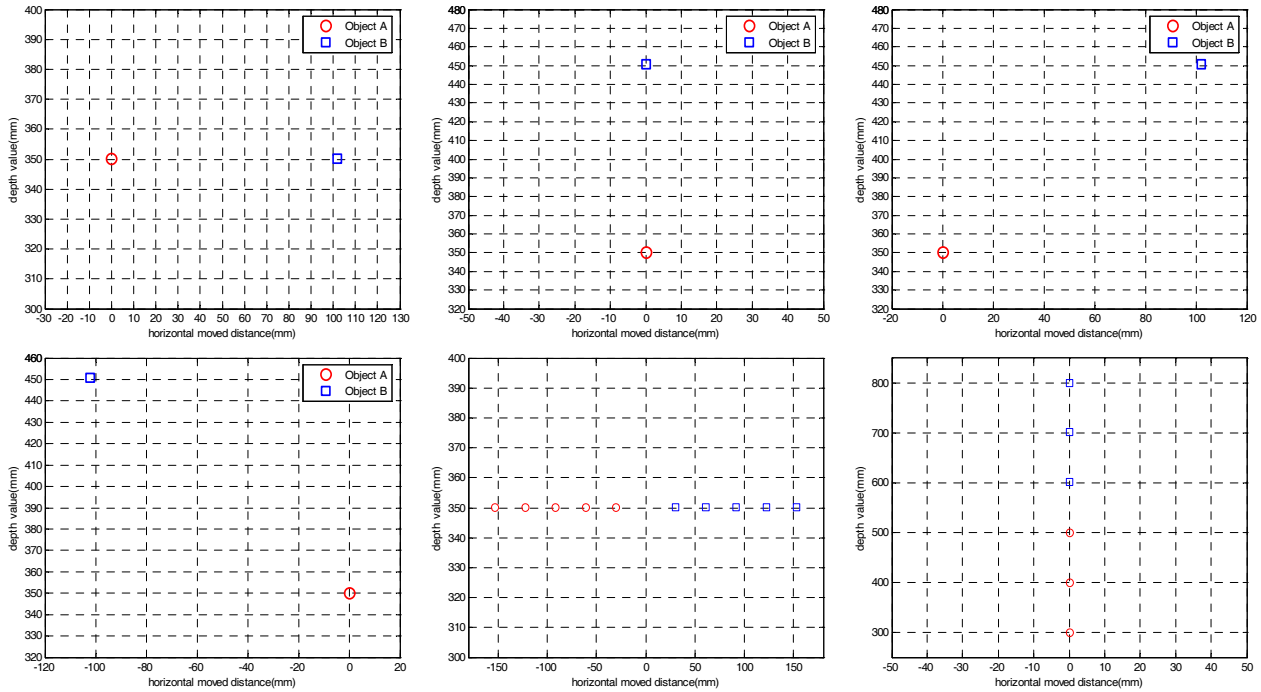 400
390
380
370
360
350
340
330
320
310
300
-30 -20 -10 0 10 20 30 40 50 60 70 80 90 100 110 120 130
horizontal moved distance(mm)
depth value(mm)
Object A
Object B
480
470
460
450
440
430
420
410
400
390
380
370
360
350
340
330
320
-50 -40 -30 -20 -10 0 10 20 30 40 50
horizontal moved distance(mm)
depth value(mm)
Object A
Object B
480
470
460
450
440
430
420
410
400
390
380
370
360
350
340
330
320
-20 0 20 40 60 80 100 120
horizontal moved distance(mm)
depth value(mm)
Object A
Object B
460
450
440
430
420
410
400
390
380
370
360
350
340
330
320
-120 -100 -80 -60 -40 -20 0 20
horizontal moved distance(mm)
depth value(mm)
Object A
Object B
400
390
380
370
360
350
340
330
320
310
300
-150 -100 -50 0 50 100 150
horizontal moved distance(mm)
depth value(mm)
800
700
600
500
400
300
-50 -40 -30 -20 -10 0 10 20 30 40 50
horizontal moved distance(mm)
depth value(mm)